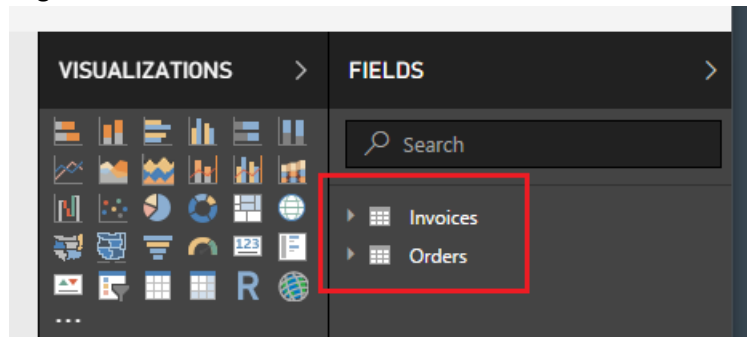 VISUALIZATIONS >
FIELDS >
Search
Invoices
Orders
123
R
...